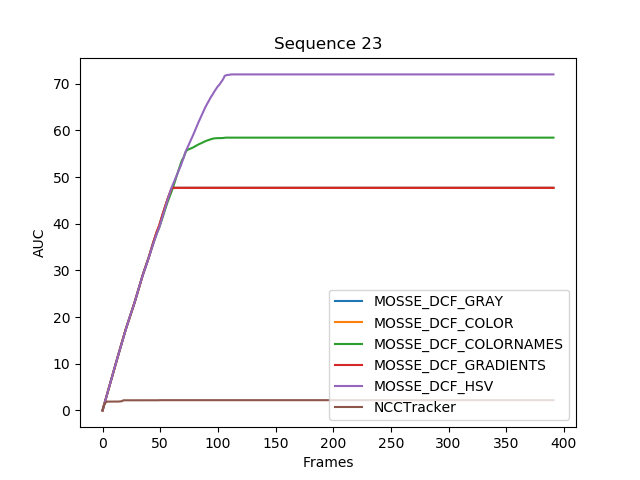 Sequence 23
AUC
70
60
50
40
30
20
10
0
MOSSE_DCF_GRAY
MOSSE_DCF_COLOR
MOSSE_DCF_COLORNAMES
MOSSE_DCF_GRADIENTS
MOSSE_DCF_HSV
NCCTracker
0 50 100 150 200 250 300 350 400
Frames